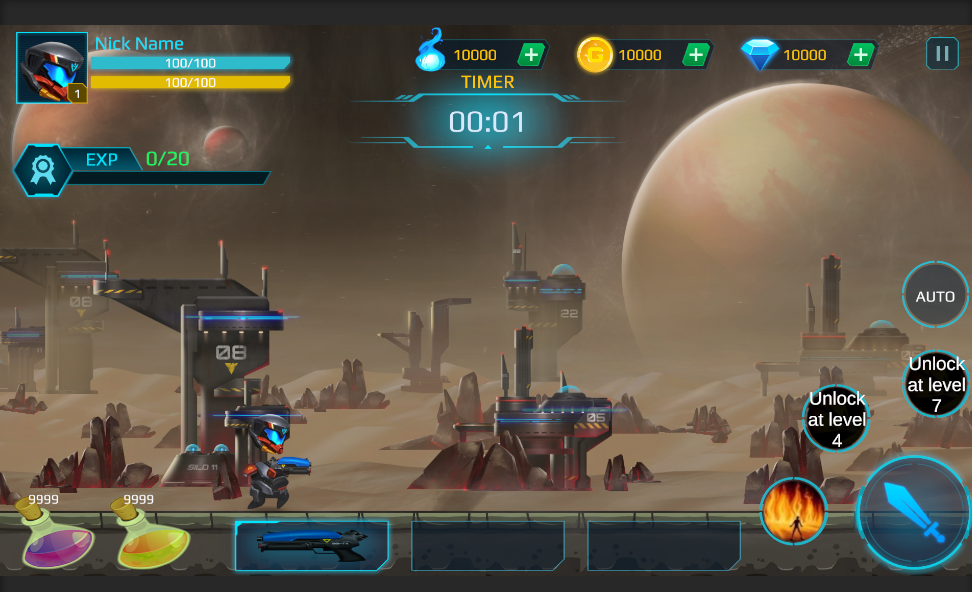 Nick Name
100/100
100/100
1
10000
10000
10000
TIMER
00:01
EXP 0/20
AUTO
Unlock
at level
7
Unlock
at level
4
08
08
22
05
SILO 11
9999
9999